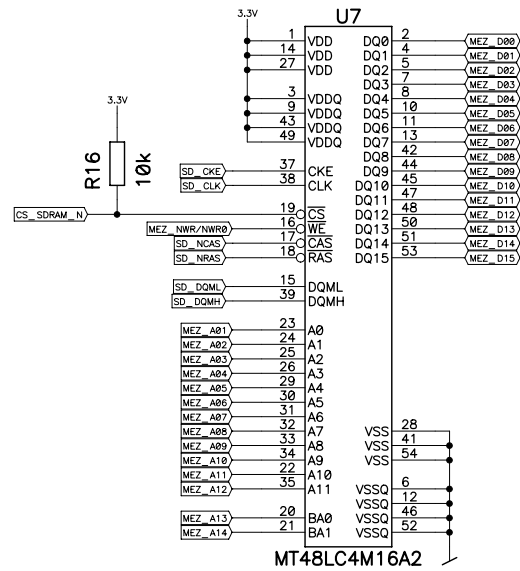 3.3V
U7
1 VDD DQ0 2 MEZ_D00
14 VDD DQ1 4 MEZ_D01
27 VDD DQ2 5 MEZ_D02
DQ3 7 MEZ_D03
3 VDDQ DQ4 8 MEZ_D04
9 VDDQ DQ5 10 MEZ_D05
43 VDDQ DQ6 11 MEZ_D06
49 VDDQ DQ7 13 MEZ_D07
DQ8 42 MEZ_D08
SD_CKE 37 CKE DQ9 44 MEZ_D09
SD_CLK 38 CLK DQ10 45 MEZ_D10
DQ11 47 MEZ_D11
3.3V
R16
10k
CS_SDRAM_N 19 CS DQ12 48 MEZ_D12
MEZ_NWR/NWR0 16 WE DQ13 50 MEZ_D13
SD_NCAS 17 CAS DQ14 51 MEZ_D14
SD_NRAS 18 RAS DQ15 53 MEZ_D15
SD_DQML 15 DQML
SD_DQMH 39 DQMH
MEZ_A01 23 A0
MEZ_A02 24 A1
MEZ_A03 25 A2
MEZ_A04 26 A3
MEZ_A05 29 A4
MEZ_A06 30 A5
MEZ_A07 31 A6
MEZ_A08 32 A7 VSS 28
MEZ_A09 33 A8 VSS 41
MEZ_A10 34 A9 VSS 54
MEZ_A11 22 A10
MEZ_A12 35 A11 VSSQ 6
VSSQ 12
MEZ_A13 20 BA0 VSSQ 46
MEZ_A14 21 BA1 VSSQ 52
MT48LC4M16A2